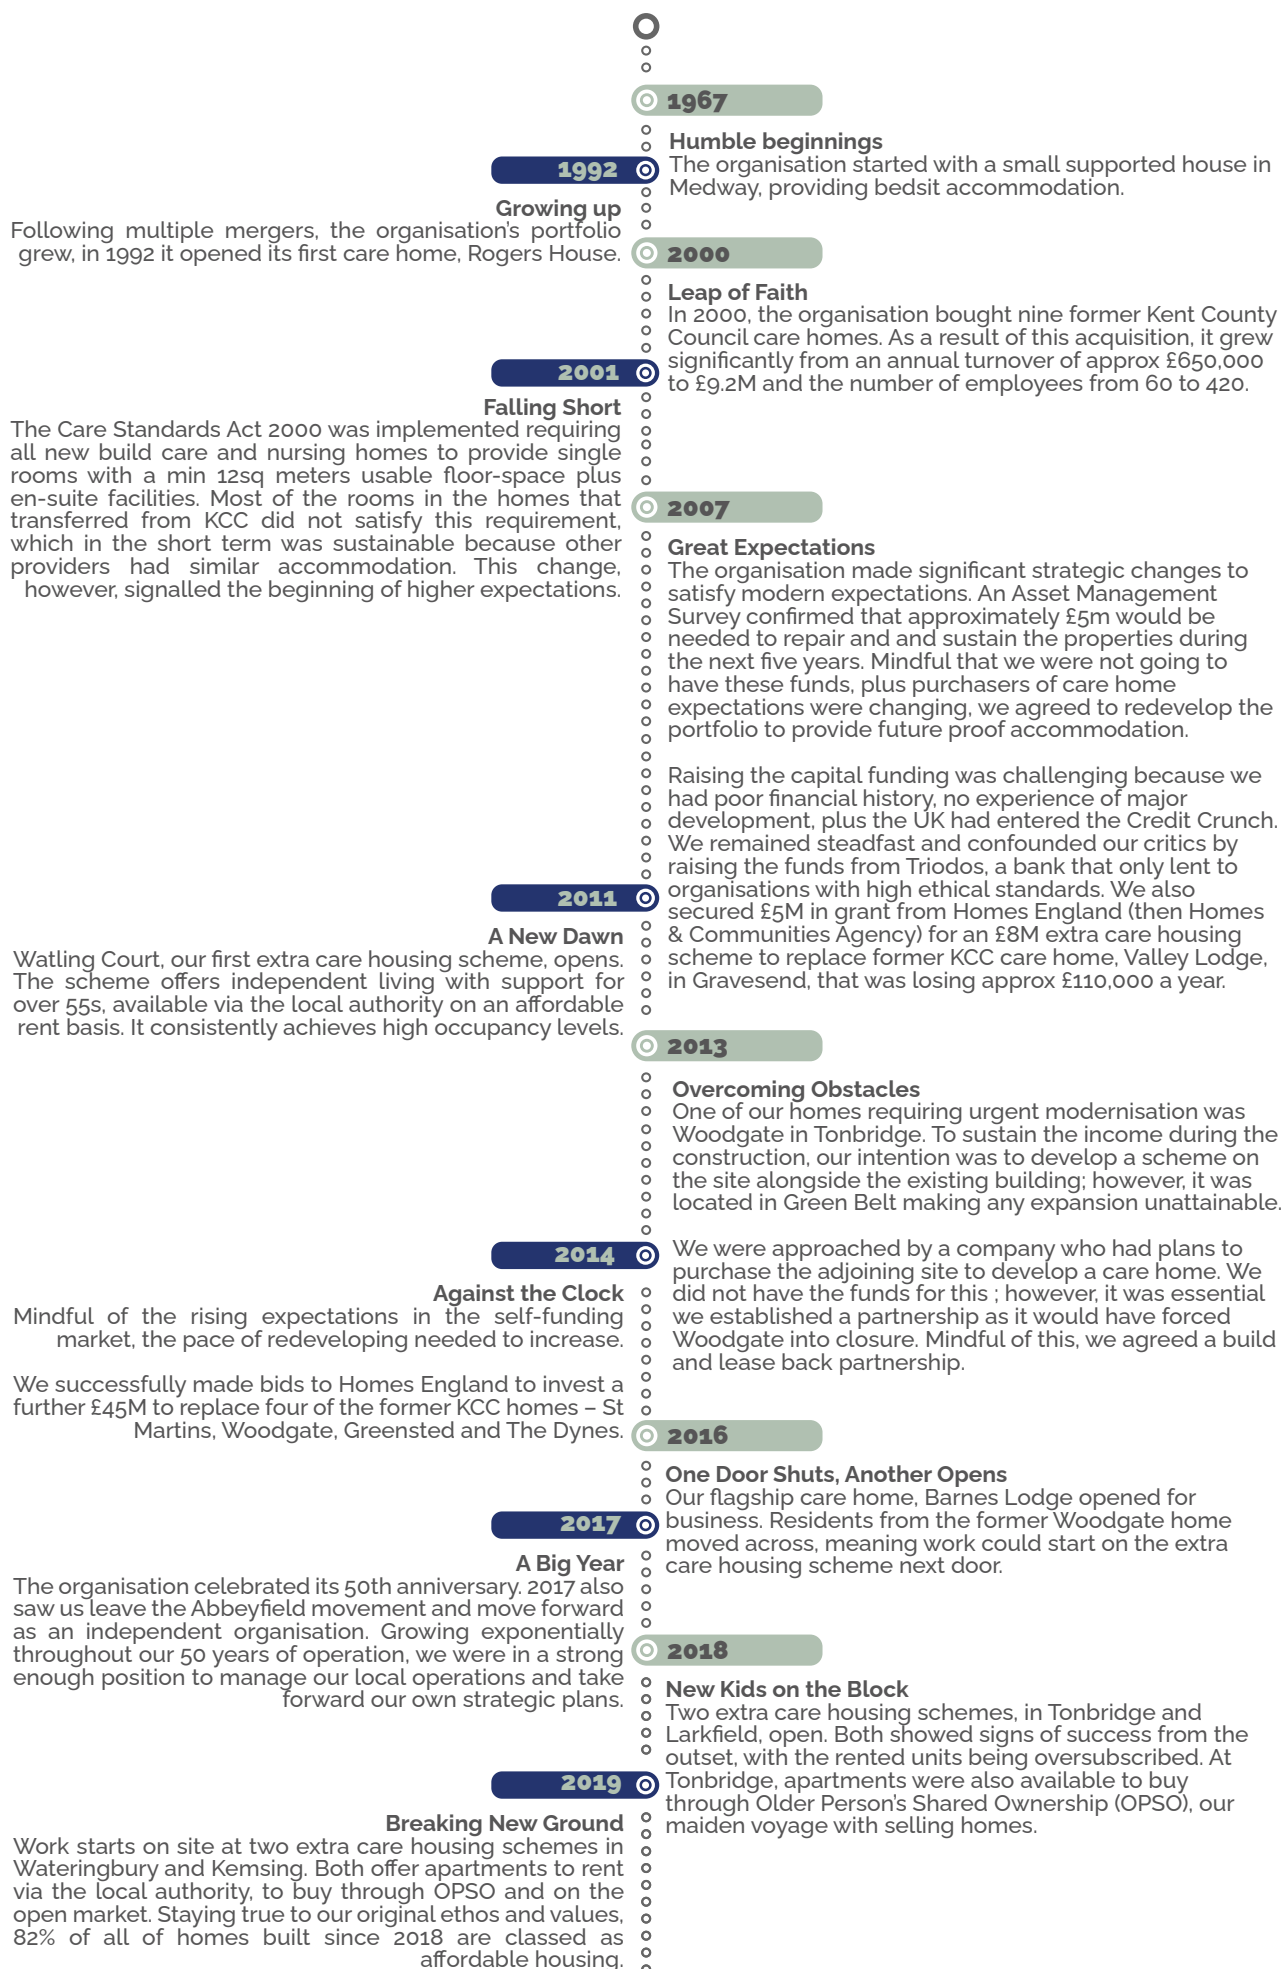 1967
Humble beginnings
The organisation started with a small supported house in
Medway, providing bedsit accommodation.
1992
Growing up
Following multiple mergers, the organisation's portfolio
grew, in 1992 it opened its first care home, Rogers House.
2000
Leap of Faith
In 2000, the organisation bought nine former Kent County
Council care homes. As a result of this acquisition, it grew
significantly from an annual turnover of approx £650,000
to £9.2M and the number of employees from 60 to 420.
2001
Falling Short
The Care Standards Act 2000 was implemented requiring
all new build care and nursing homes to provide single
rooms with a min 12sq meters usable floor-space plus
en-suite facilities. Most of the rooms in the homes that
transferred from KCC did not satisfy this requirement,
which in the short term was sustainable because other
providers had similar accommodation. This change,
however, signalled the beginning of higher expectations.
2007
Great Expectations
The organisation made significant strategic changes to
satisfy modern expectations. An Asset Management
Survey confirmed that approximately £5m would be
needed to repair and and sustain the properties during
the next five years. Mindful that we were not going to
have these funds, plus purchasers of care home
expectations were changing, we agreed to redevelop the
portfolio to provide future proof accommodation.
Raising the capital funding was challenging because we
had poor financial history, no experience of major
development, plus the UK had entered the Credit Crunch.
We remained steadfast and confounded our critics by
raising the funds from Triodos, a bank that only lent to
organisations with high ethical standards. We also
secured £5M in grant from Homes England (then Homes
& Communities Agency) for an £8M extra care housing
scheme to replace former KCC care home, Valley Lodge,
in Gravesend, that was losing approx £110,000 a year.
2011
A New Dawn
Watling Court, our first extra care housing scheme, opens.
The scheme offers independent living with support for
over 55s, available via the local authority on an affordable
rent basis. It consistently achieves high occupancy levels.
2013
Overcoming Obstacles
One of our homes requiring urgent modernisation was
Woodgate in Tonbridge. To sustain the income during the
construction, our intention was to develop a scheme on
the site alongside the existing building; however, it was
located in Green Belt making any expansion unattainable.
We were approached by a company who had plans to
purchase the adjoining site to develop a care home. We
did not have the funds for this ; however, it was essential
we established a partnership as it would have forced
Woodgate into closure. Mindful of this, we agreed a build
and lease back partnership.
2014
Against the Clock
Mindful of the rising expectations in the self-funding
market, the pace of redeveloping needed to increase.
We successfully made bids to Homes England to invest a
further £45M to replace four of the former KCC homes – St
Martins, Woodgate, Greensted and The Dynes.
2016
One Door Shuts, Another Opens
Our flagship care home, Barnes Lodge opened for
business. Residents from the former Woodgate home
moved across, meaning work could start on the extra
care housing scheme next door.
2017
A Big Year
The organisation celebrated its 50th anniversary. 2017 also
saw us leave the Abbeyfield movement and move forward
as an independent organisation. Growing exponentially
throughout our 50 years of operation, we were in a strong
enough position to manage our local operations and take
forward our own strategic plans.
2018
New Kids on the Block
Two extra care housing schemes, in Tonbridge and
Larkfield, open. Both showed signs of success from the
outset, with the rented units being oversubscribed. At
Tonbridge, apartments were also available to buy
through Older Person's Shared Ownership (OPSO), our
maiden voyage with selling homes.
2019
Breaking New Ground
Work starts on site at two extra care housing schemes in
Wateringbury and Kemsing. Both offer apartments to rent
via the local authority, to buy through OPSO and on the
open market. Staying true to our original ethos and values,
82% of all of homes built since 2018 are classed as
affordable housing.